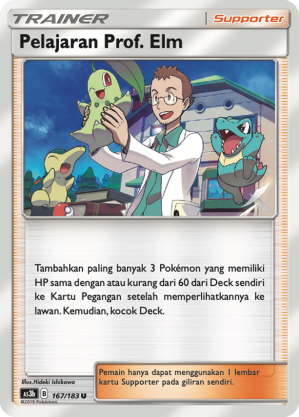 TRAINER
Supporter
Pelajaran Prof. Elm
Tambahkan paling banyak 3 Pokémon yang memiliki
HP sama dengan atau kurang dari 60 dari Deck sendiri
ke Kartu Pegangan setelah memperlihatkannya ke
lawan. Kemudian, kocok Deck.
Illus.Hideki Ishikawa
AS3b B 167/183 U
©2019 Pokémon
Pemain hanya dapat menggunakan 1 lembar
kartu Supporter pada giliran sendiri.